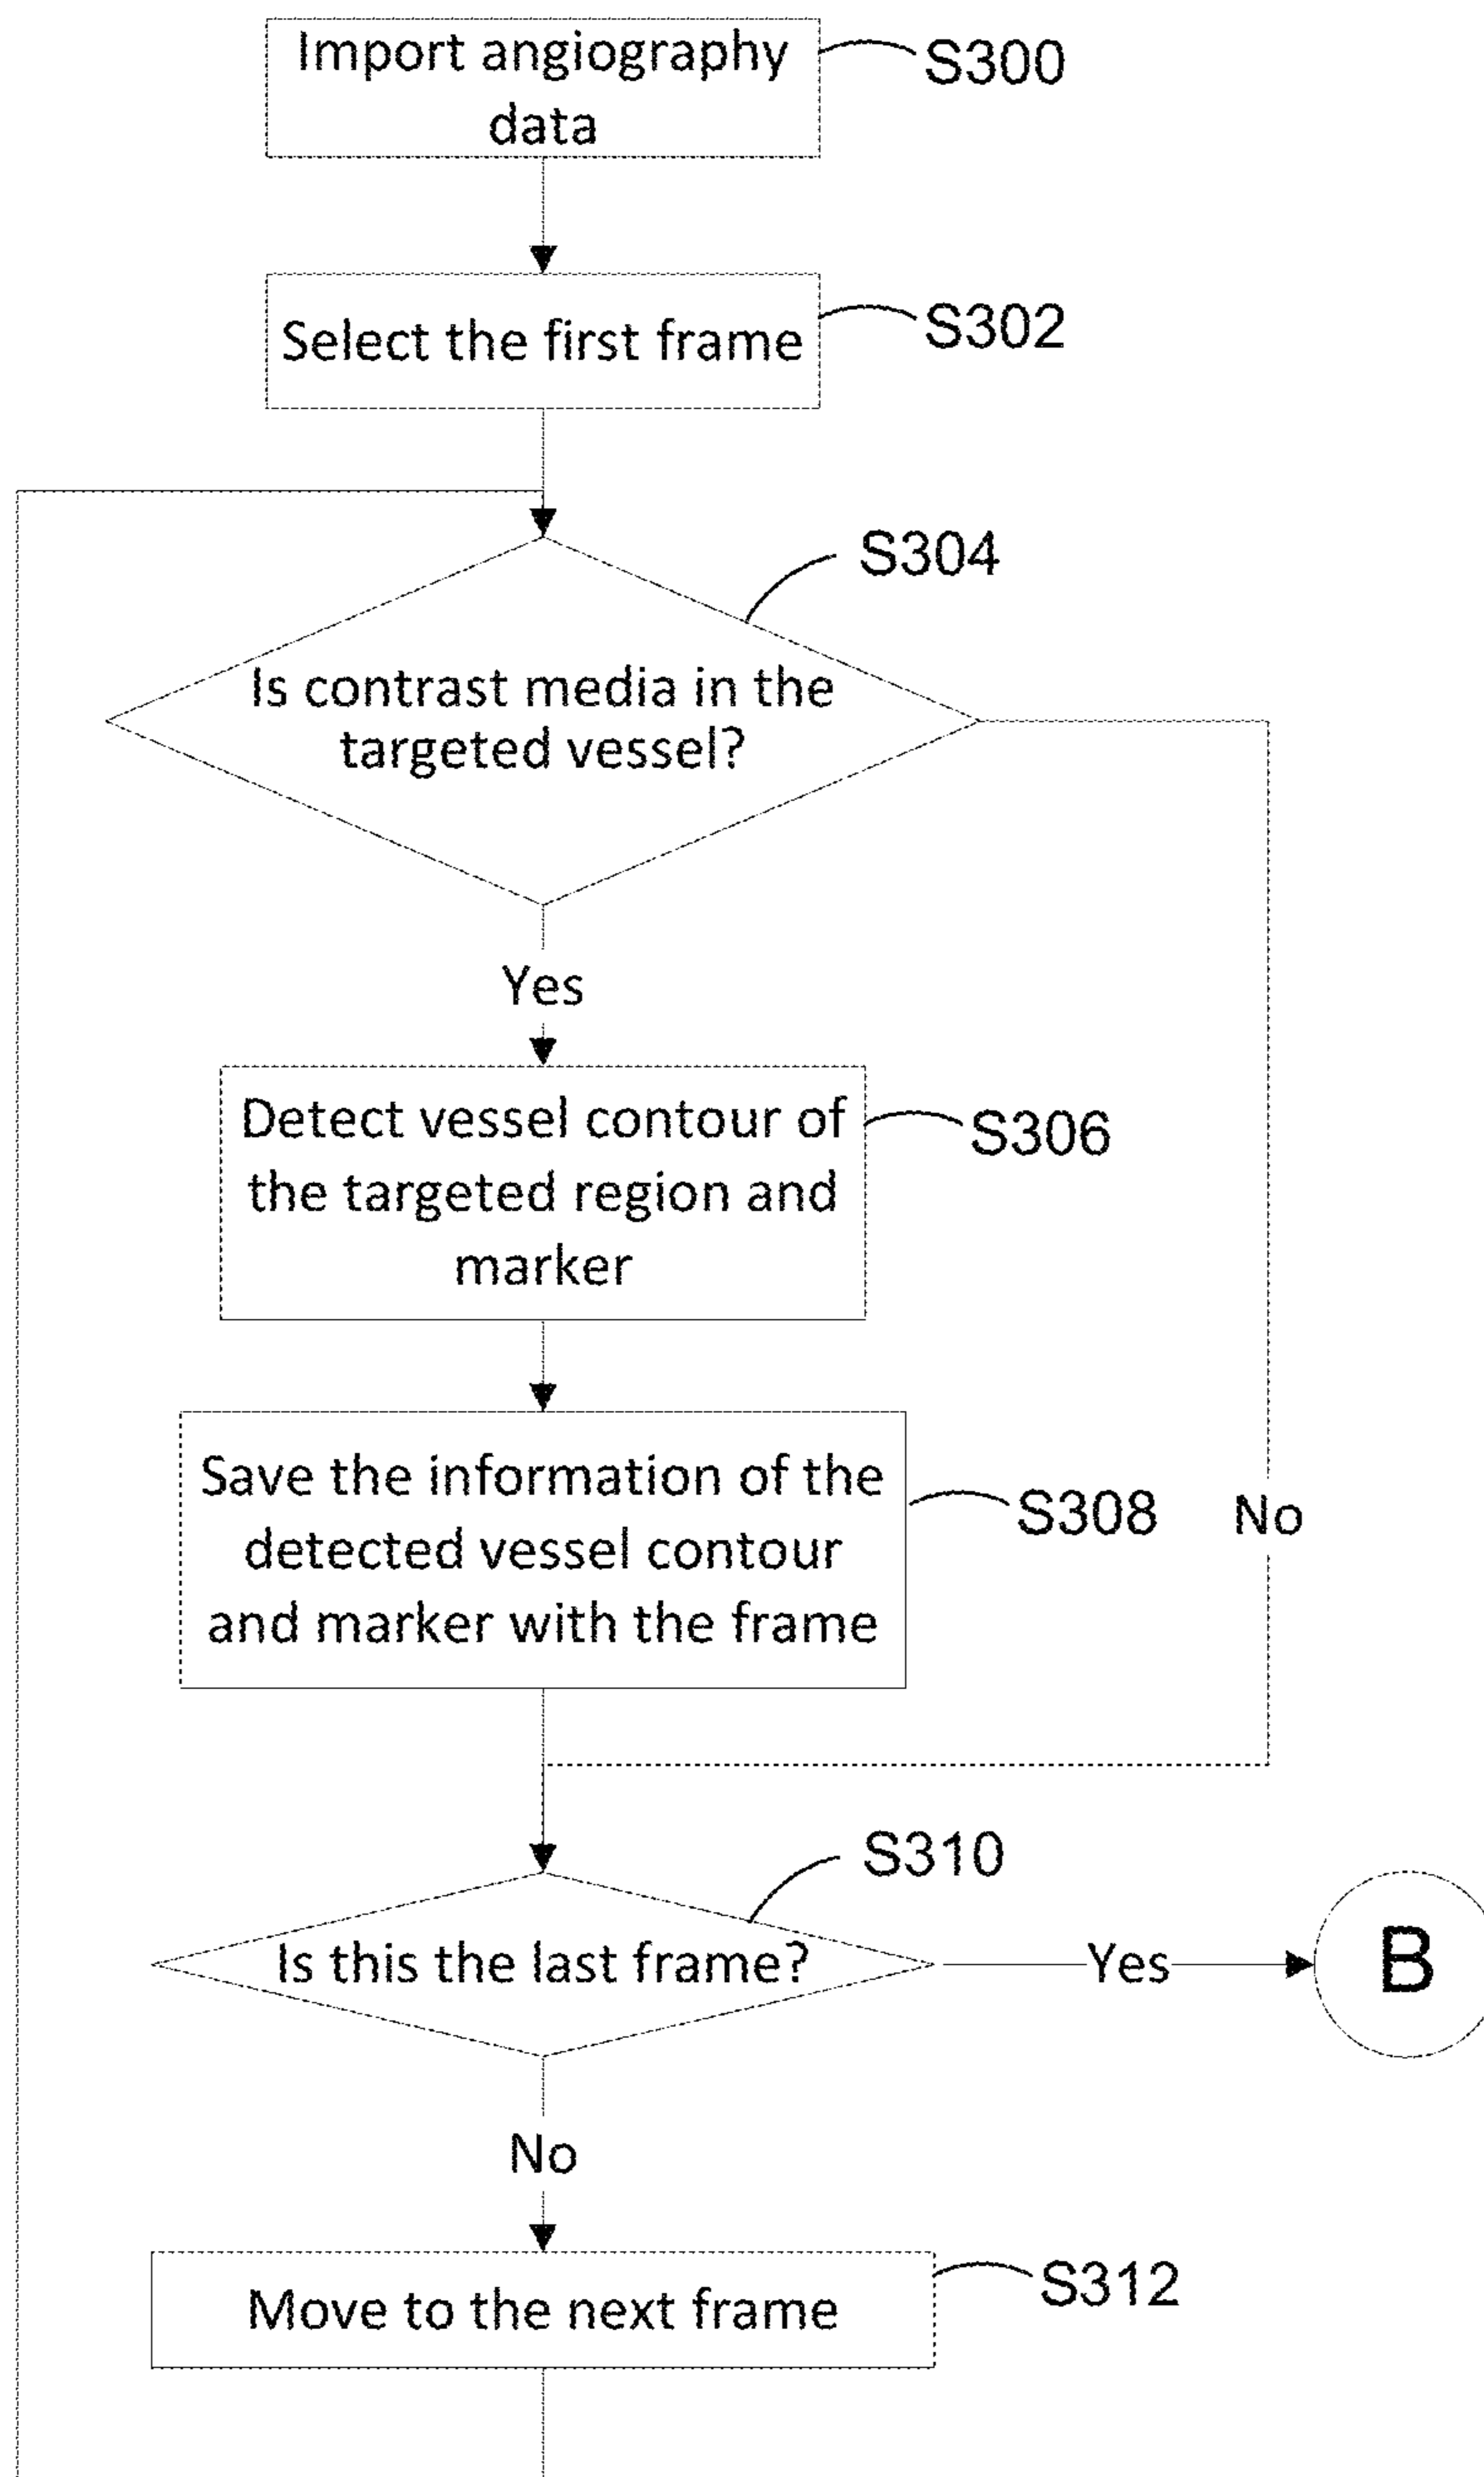 Import angiography
data
S300
Select the first frame
S302
S304
Is contrast media in the
targeted vessel?
Yes
Detect vessel contour of
the targeted region and
marker
S306
Save the information of the
detected vessel contour
and marker with the frame
S308
No
S310
Is this the last frame?
Yes
B
No
Move to the next frame
S312